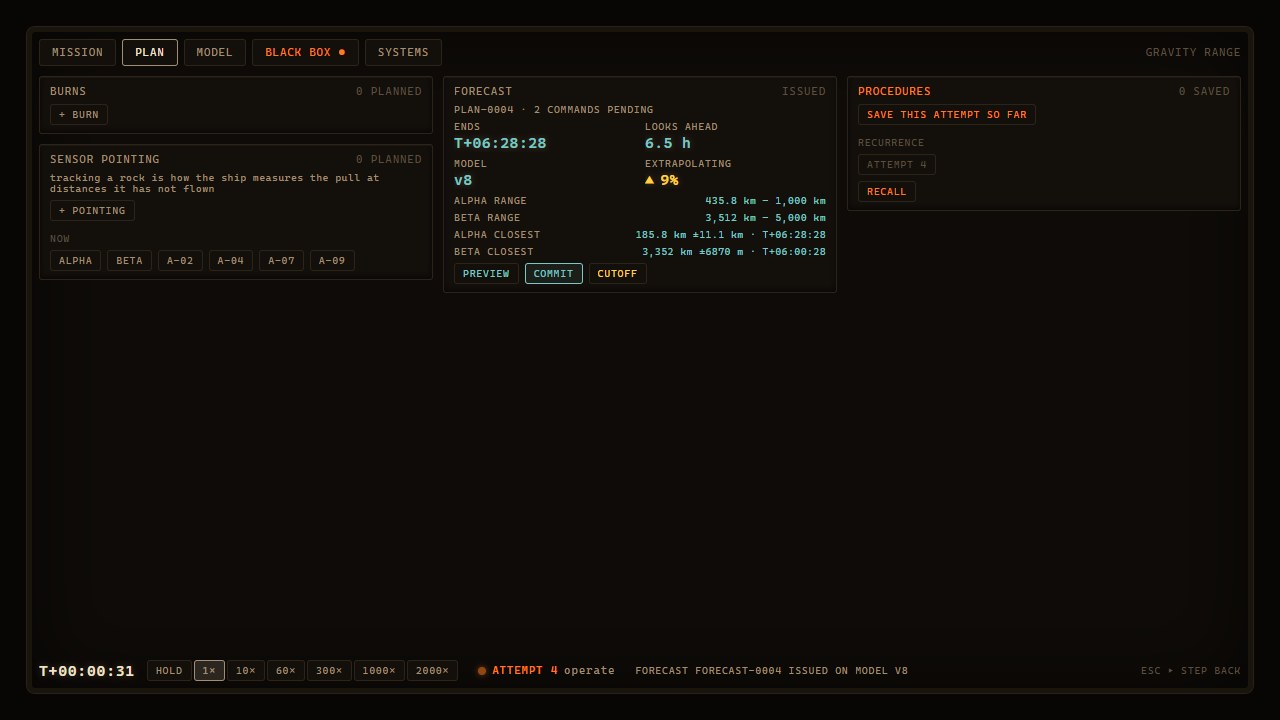 MISSION PLAN MODEL BLACK BOX SYSTEMS GRAVITY RANGE
BURNS 0 PLANNED
+ BURN
SENSOR POINTING 0 PLANNED
tracking a rock is how the ship measures the pull at
distances it has not flown
+ POINTING
NOW
ALPHA BETA A-02 A-04 A-07 A-09
FORECAST ISSUED
PLAN-0004 · 2 COMMANDS PENDING
ENDS LOOKS AHEAD
T+06:28:28 6.5 h
MODEL EXTRAPOLATING
v8 ▲ 9%
ALPHA RANGE 435.8 km – 1,000 km
BETA RANGE 3,512 km – 5,000 km
ALPHA CLOSEST 185.8 km ±11.1 km · T+06:28:28
BETA CLOSEST 3,352 km ±6870 m · T+06:00:28
PREVIEW COMMIT CUTOFF
PROCEDURES 0 SAVED
SAVE THIS ATTEMPT SO FAR
RECURRENCE
ATTEMPT 4
RECALL
T+00:00:31 HOLD 1× 10× 60× 300× 1000× 2000× ATTEMPT 4 operate FORECAST FORECAST-0004 ISSUED ON MODEL V8 ESC ▸ STEP BACK